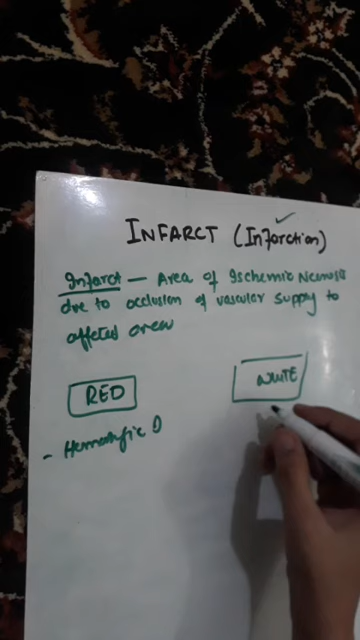 INFARCT (Infarction)
Infarct — Area of Ischemic Necrosis
due to occlusion of vascular supply to
affected area
RED
WHITE
- Hemorrhagic